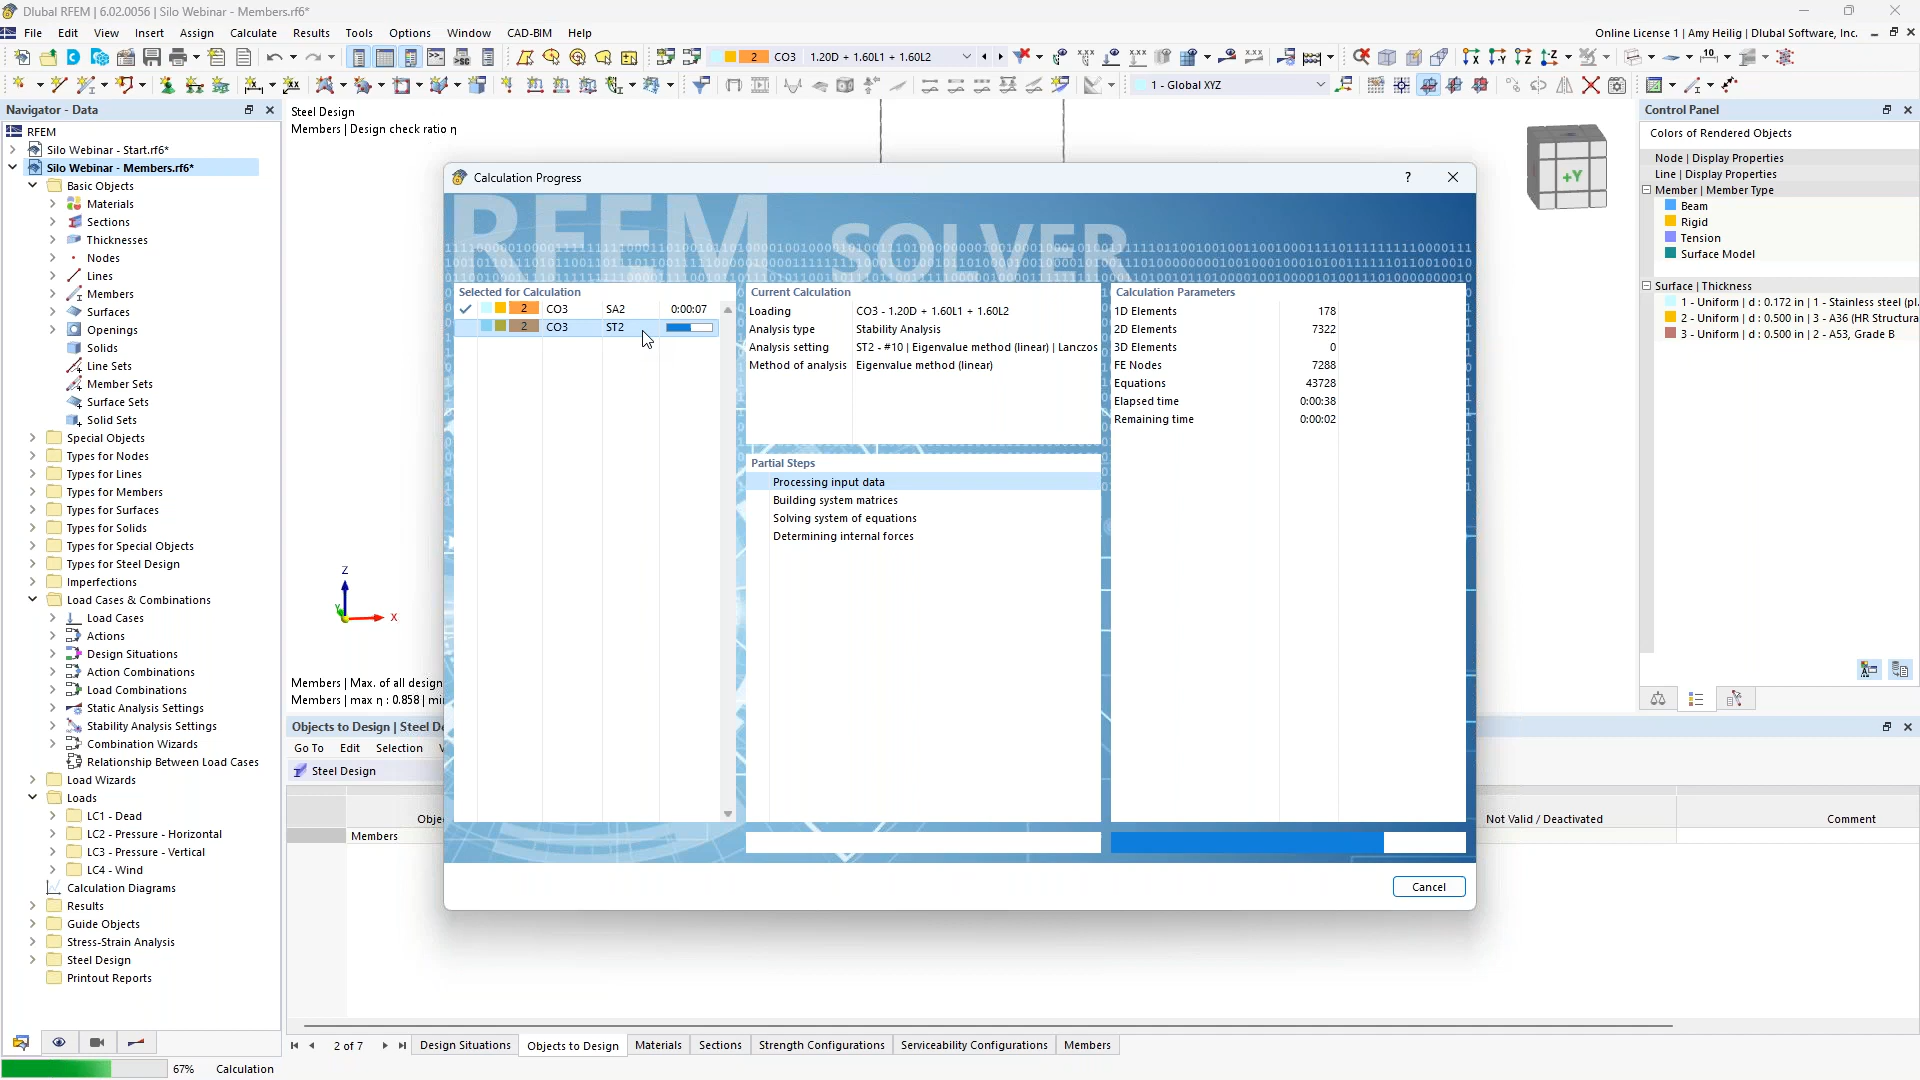 Dlubal RFEM | 6.02.0056 | Silo Webinar - Members.rf6*
File Edit View Insert Assign Calculate Results Tools Options Window CAD-BIM Help
Online License 1 | Amy Heilig | Dlubal Software, Inc.
2 CO3 1.20D + 1.60L1 + 1.60L2
1 - Global XYZ
Navigator - Data
RFEM
Silo Webinar - Start.rf6*
Silo Webinar - Members.rf6*
Basic Objects
Materials
Sections
Thicknesses
Nodes
Lines
Members
Surfaces
Openings
Solids
Line Sets
Member Sets
Surface Sets
Solid Sets
Special Objects
Types for Nodes
Types for Lines
Types for Members
Types for Surfaces
Types for Solids
Types for Special Objects
Types for Steel Design
Imperfections
Load Cases & Combinations
Load Cases
Actions
Design Situations
Action Combinations
Load Combinations
Static Analysis Settings
Stability Analysis Settings
Combination Wizards
Relationship Between Load Cases
Load Wizards
Loads
LC1 - Dead
LC2 - Pressure - Horizontal
LC3 - Pressure - Vertical
LC4 - Wind
Calculation Diagrams
Results
Guide Objects
Stress-Strain Analysis
Steel Design
Printout Reports
67% Calculation
Steel Design
Members | Design check ratio η
Z
Y
X
Members | Max. of all design
Members | max η : 0.858 |
Calculation Progress
?
RFEM SOLVER
Selected for Calculation
2 CO3 SA2 0:00:07
2 CO3 ST2
Current Calculation
Loading CO3 - 1.20D + 1.60L1 + 1.60L2
Analysis type Stability Analysis
Analysis setting ST2 - #10 | Eigenvalue method (linear) | Lanczos
Method of analysis Eigenvalue method (linear)
Partial Steps
Processing input data
Building system matrices
Solving system of equations
Determining internal forces
Calculation Parameters
1D Elements 178
2D Elements 7322
3D Elements 0
FE Nodes 7288
Equations 43728
Elapsed time 0:00:38
Remaining time 0:00:02
Cancel
+Y
Control Panel
Colors of Rendered Objects
Node | Display Properties
Line | Display Properties
Member | Member Type
Beam
Rigid
Tension
Surface Model
Surface | Thickness
1 - Uniform | d : 0.172 in | 1 - Stainless steel (pl.
2 - Uniform | d : 0.500 in | 3 - A36 (HR Structura
3 - Uniform | d : 0.500 in | 2 - A53, Grade B
Objects to Design | Steel
Go To Edit Selection
Steel Design
Not Valid / Deactivated
Comment
Members
2 of 7
Design Situations Objects to Design Materials Sections Strength Configurations Serviceability Configurations Members